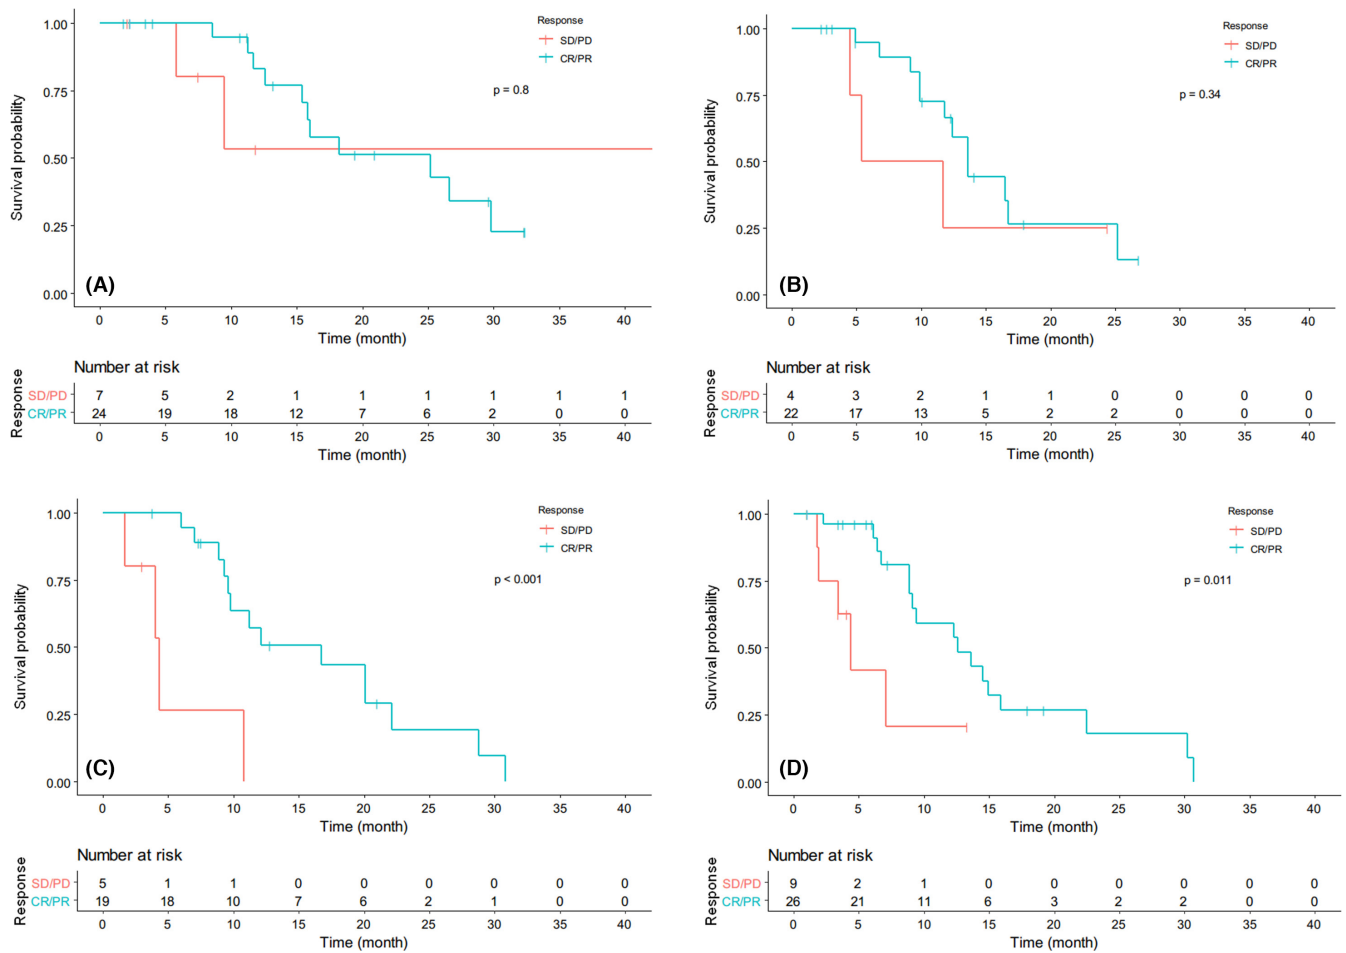 Response
SD/PD
CR/PR
p = 0.8
Survival probability
1.00
0.75
0.50
0.25
0.00
(A)
0 5 10 15 20 25 30 35 40
Time (month)
Number at risk
Response
SD/PD 7 5 2 1 1 1 1 1 1
CR/PR 24 19 18 12 7 6 2 0 0
0 5 10 15 20 25 30 35 40
Time (month)
Response
SD/PD
CR/PR
p = 0.34
Survival probability
1.00
0.75
0.50
0.25
0.00
(B)
0 5 10 15 20 25 30 35 40
Time (month)
Number at risk
Response
SD/PD 4 3 2 1 1 0 0 0 0
CR/PR 22 17 13 5 2 2 0 0 0
0 5 10 15 20 25 30 35 40
Time (month)
Response
SD/PD
CR/PR
p < 0.001
Survival probability
1.00
0.75
0.50
0.25
0.00
(C)
0 5 10 15 20 25 30 35 40
Time (month)
Number at risk
Response
SD/PD 5 1 1 0 0 0 0 0 0
CR/PR 19 18 10 7 6 2 1 0 0
0 5 10 15 20 25 30 35 40
Time (month)
Response
SD/PD
CR/PR
p = 0.011
Survival probability
1.00
0.75
0.50
0.25
0.00
(D)
0 5 10 15 20 25 30 35 40
Time (month)
Number at risk
Response
SD/PD 9 2 1 0 0 0 0 0 0
CR/PR 26 21 11 6 3 2 2 0 0
0 5 10 15 20 25 30 35 40
Time (month)